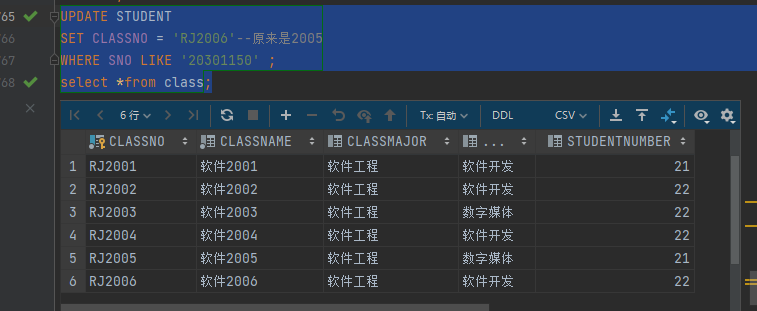 765 UPDATE STUDENT
766 SET CLASSNO = 'RJ2006'--原来是2005
767 WHERE SNO LIKE '20301150' ;
768 select *from class;
6 行 Tx: 自动 DDL CSV
CLASSNO CLASSNAME CLASSMAJOR ... STUDENTNUMBER
1 RJ2001 软件2001 软件工程 软件开发 21
2 RJ2002 软件2002 软件工程 软件开发 22
3 RJ2003 软件2003 软件工程 数字媒体 22
4 RJ2004 软件2004 软件工程 软件开发 22
5 RJ2005 软件2005 软件工程 数字媒体 21
6 RJ2006 软件2006 软件工程 软件开发 22